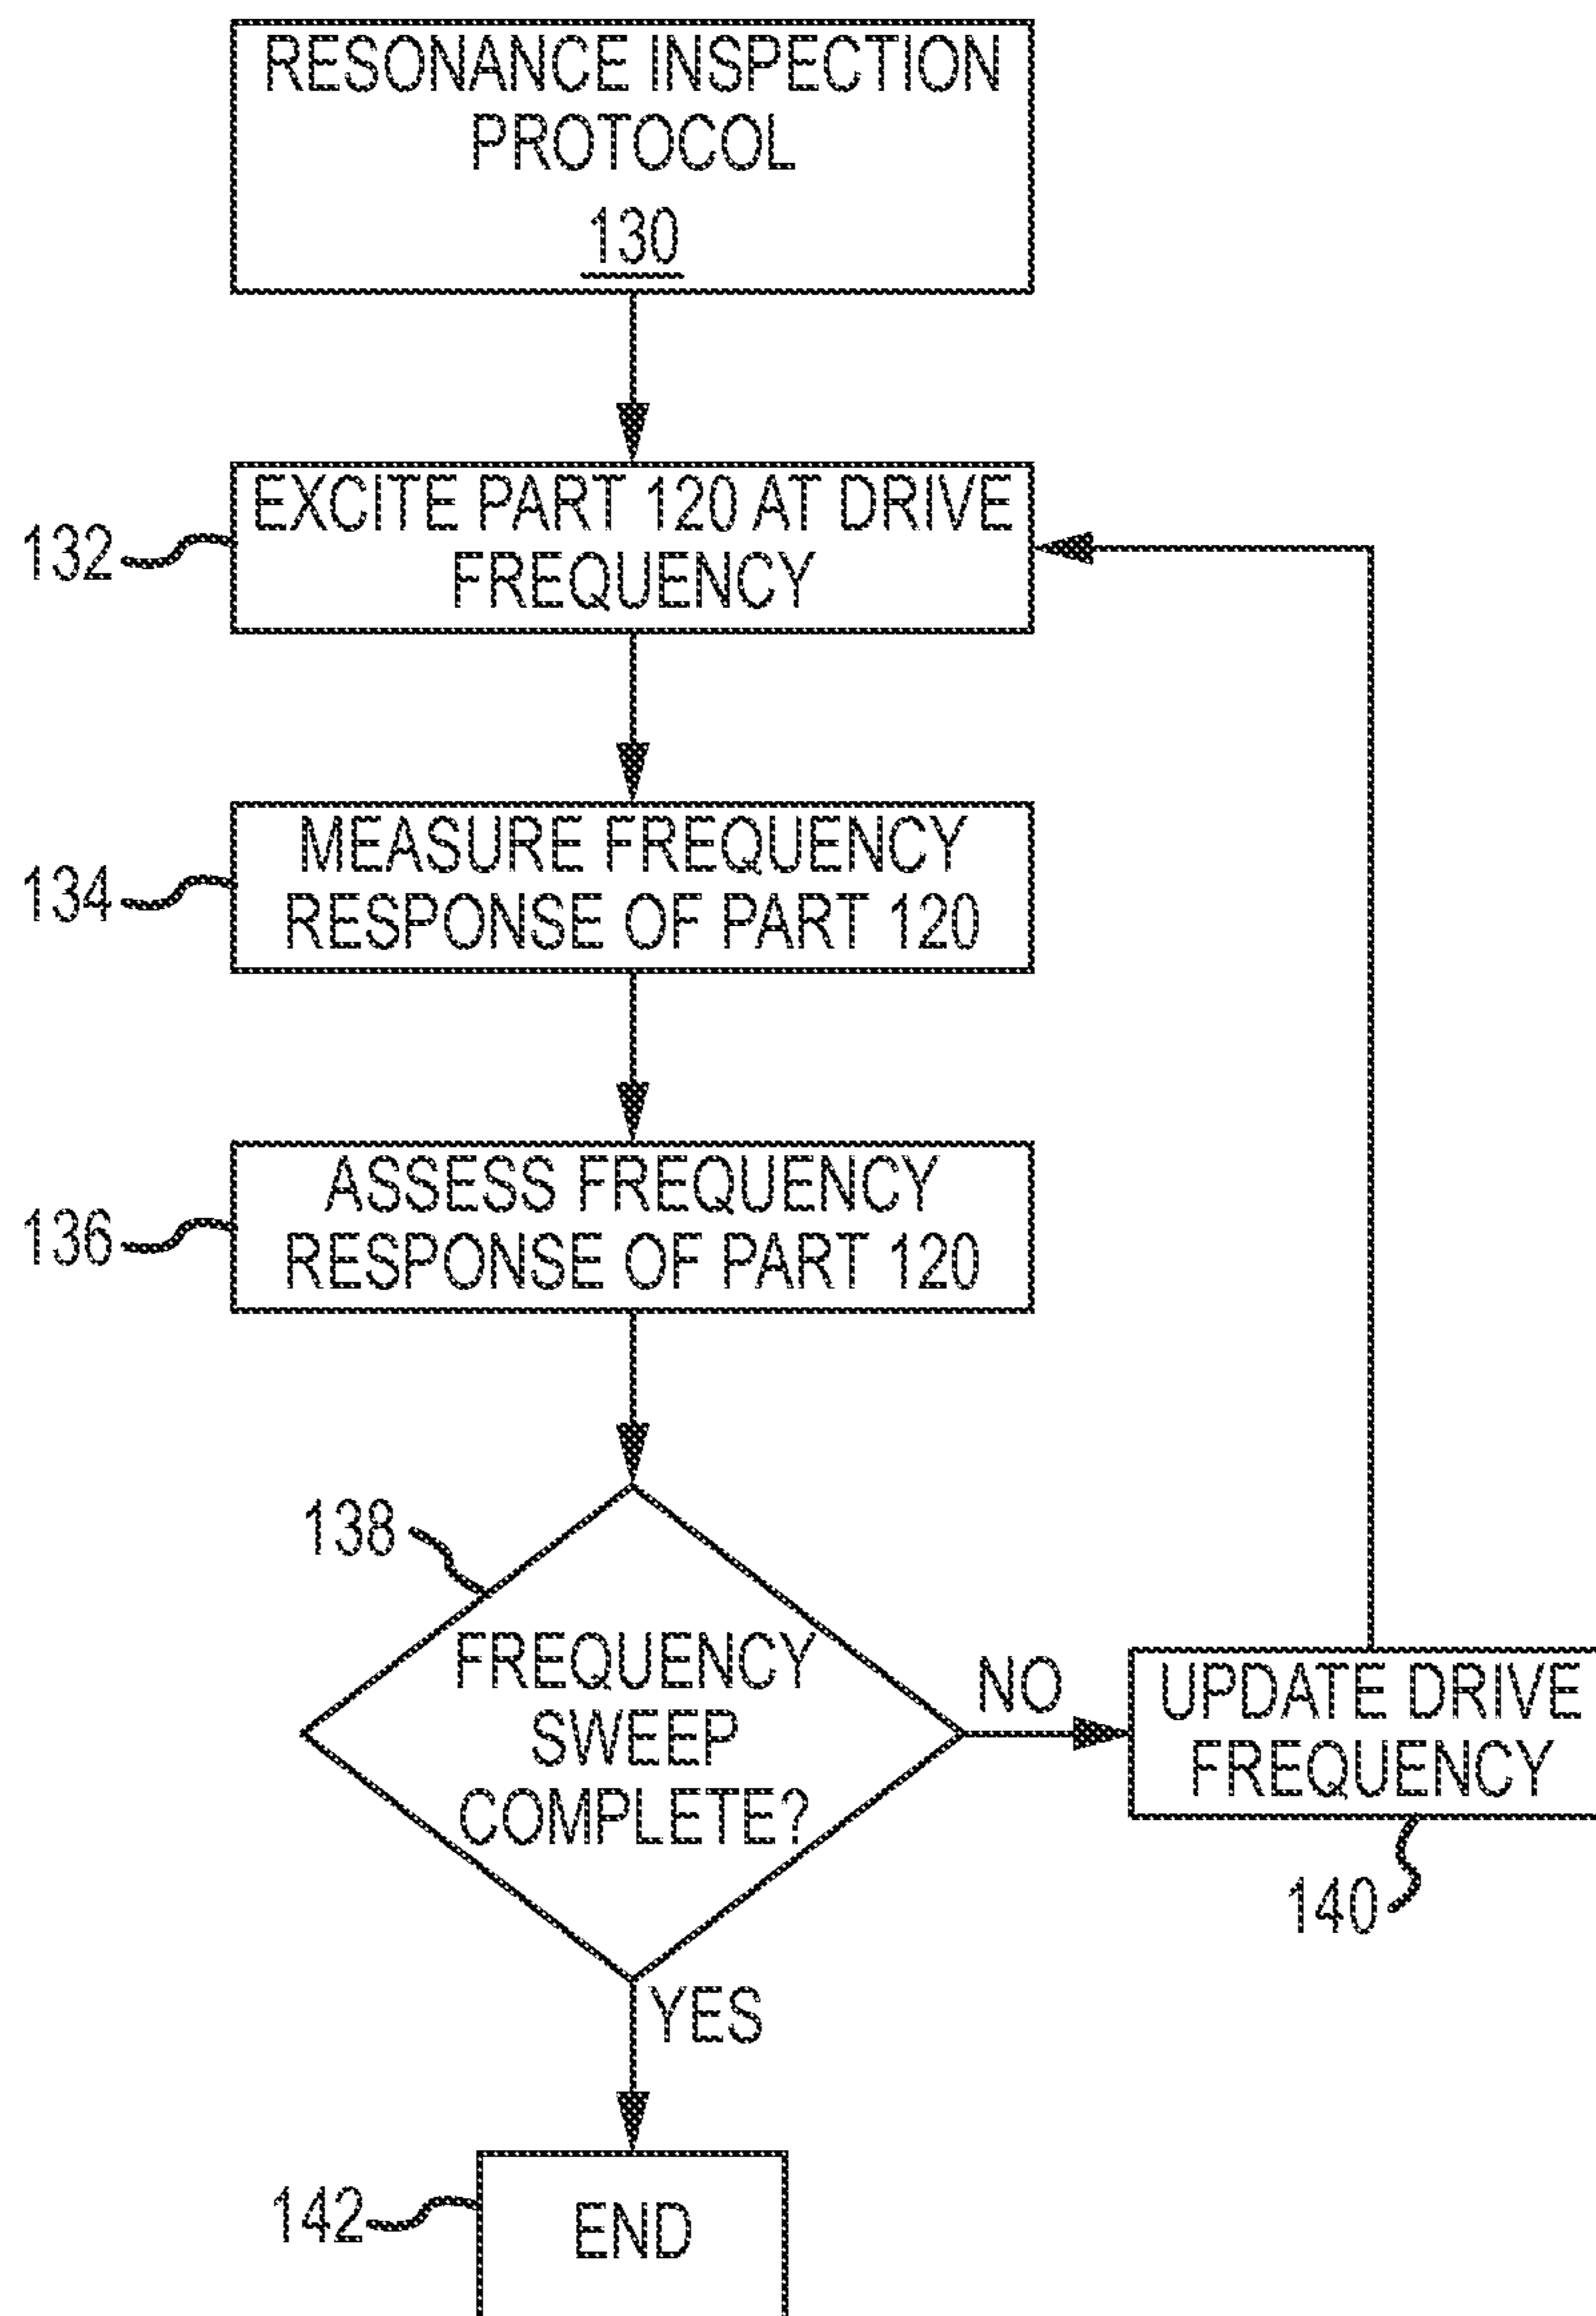 RESONANCE INSPECTION
PROTOCOL
130
EXCITE PART 120 AT DRIVE
FREQUENCY
132
MEASURE FREQUENCY
RESPONSE OF PART 120
134
ASSESS FREQUENCY
RESPONSE OF PART 120
136
138
FREQUENCY
SWEEP
COMPLETE?
NO
UPDATE DRIVE
FREQUENCY
140
YES
142
END